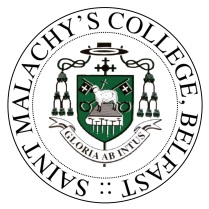 SAINT MALACHY'S COLLEGE, BELFAST ::
GLORIA AB INTUS